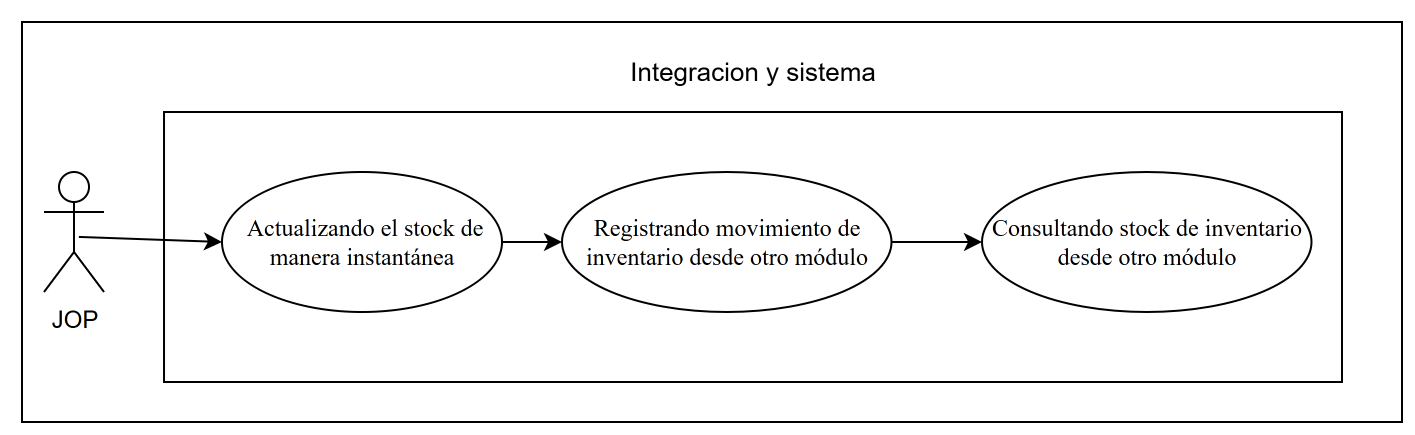 Integracion y sistema
Actualizando el stock de
manera instantánea
Registrando movimiento de
inventario desde otro módulo
Consultando stock de inventario
desde otro módulo
JOP